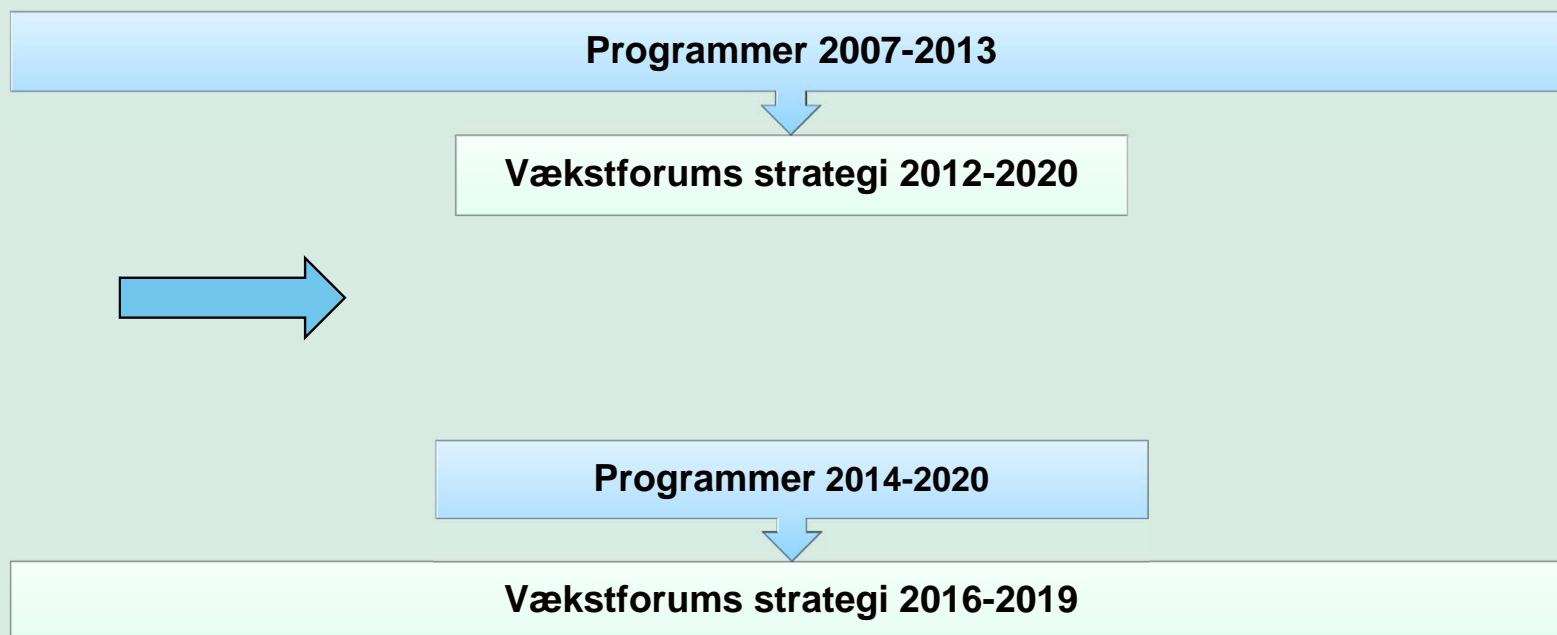 Programmer 2007-2013
Vækstforums strategi 2012-2020
Programmer 2014-2020
Vækstforums strategi 2016-2019